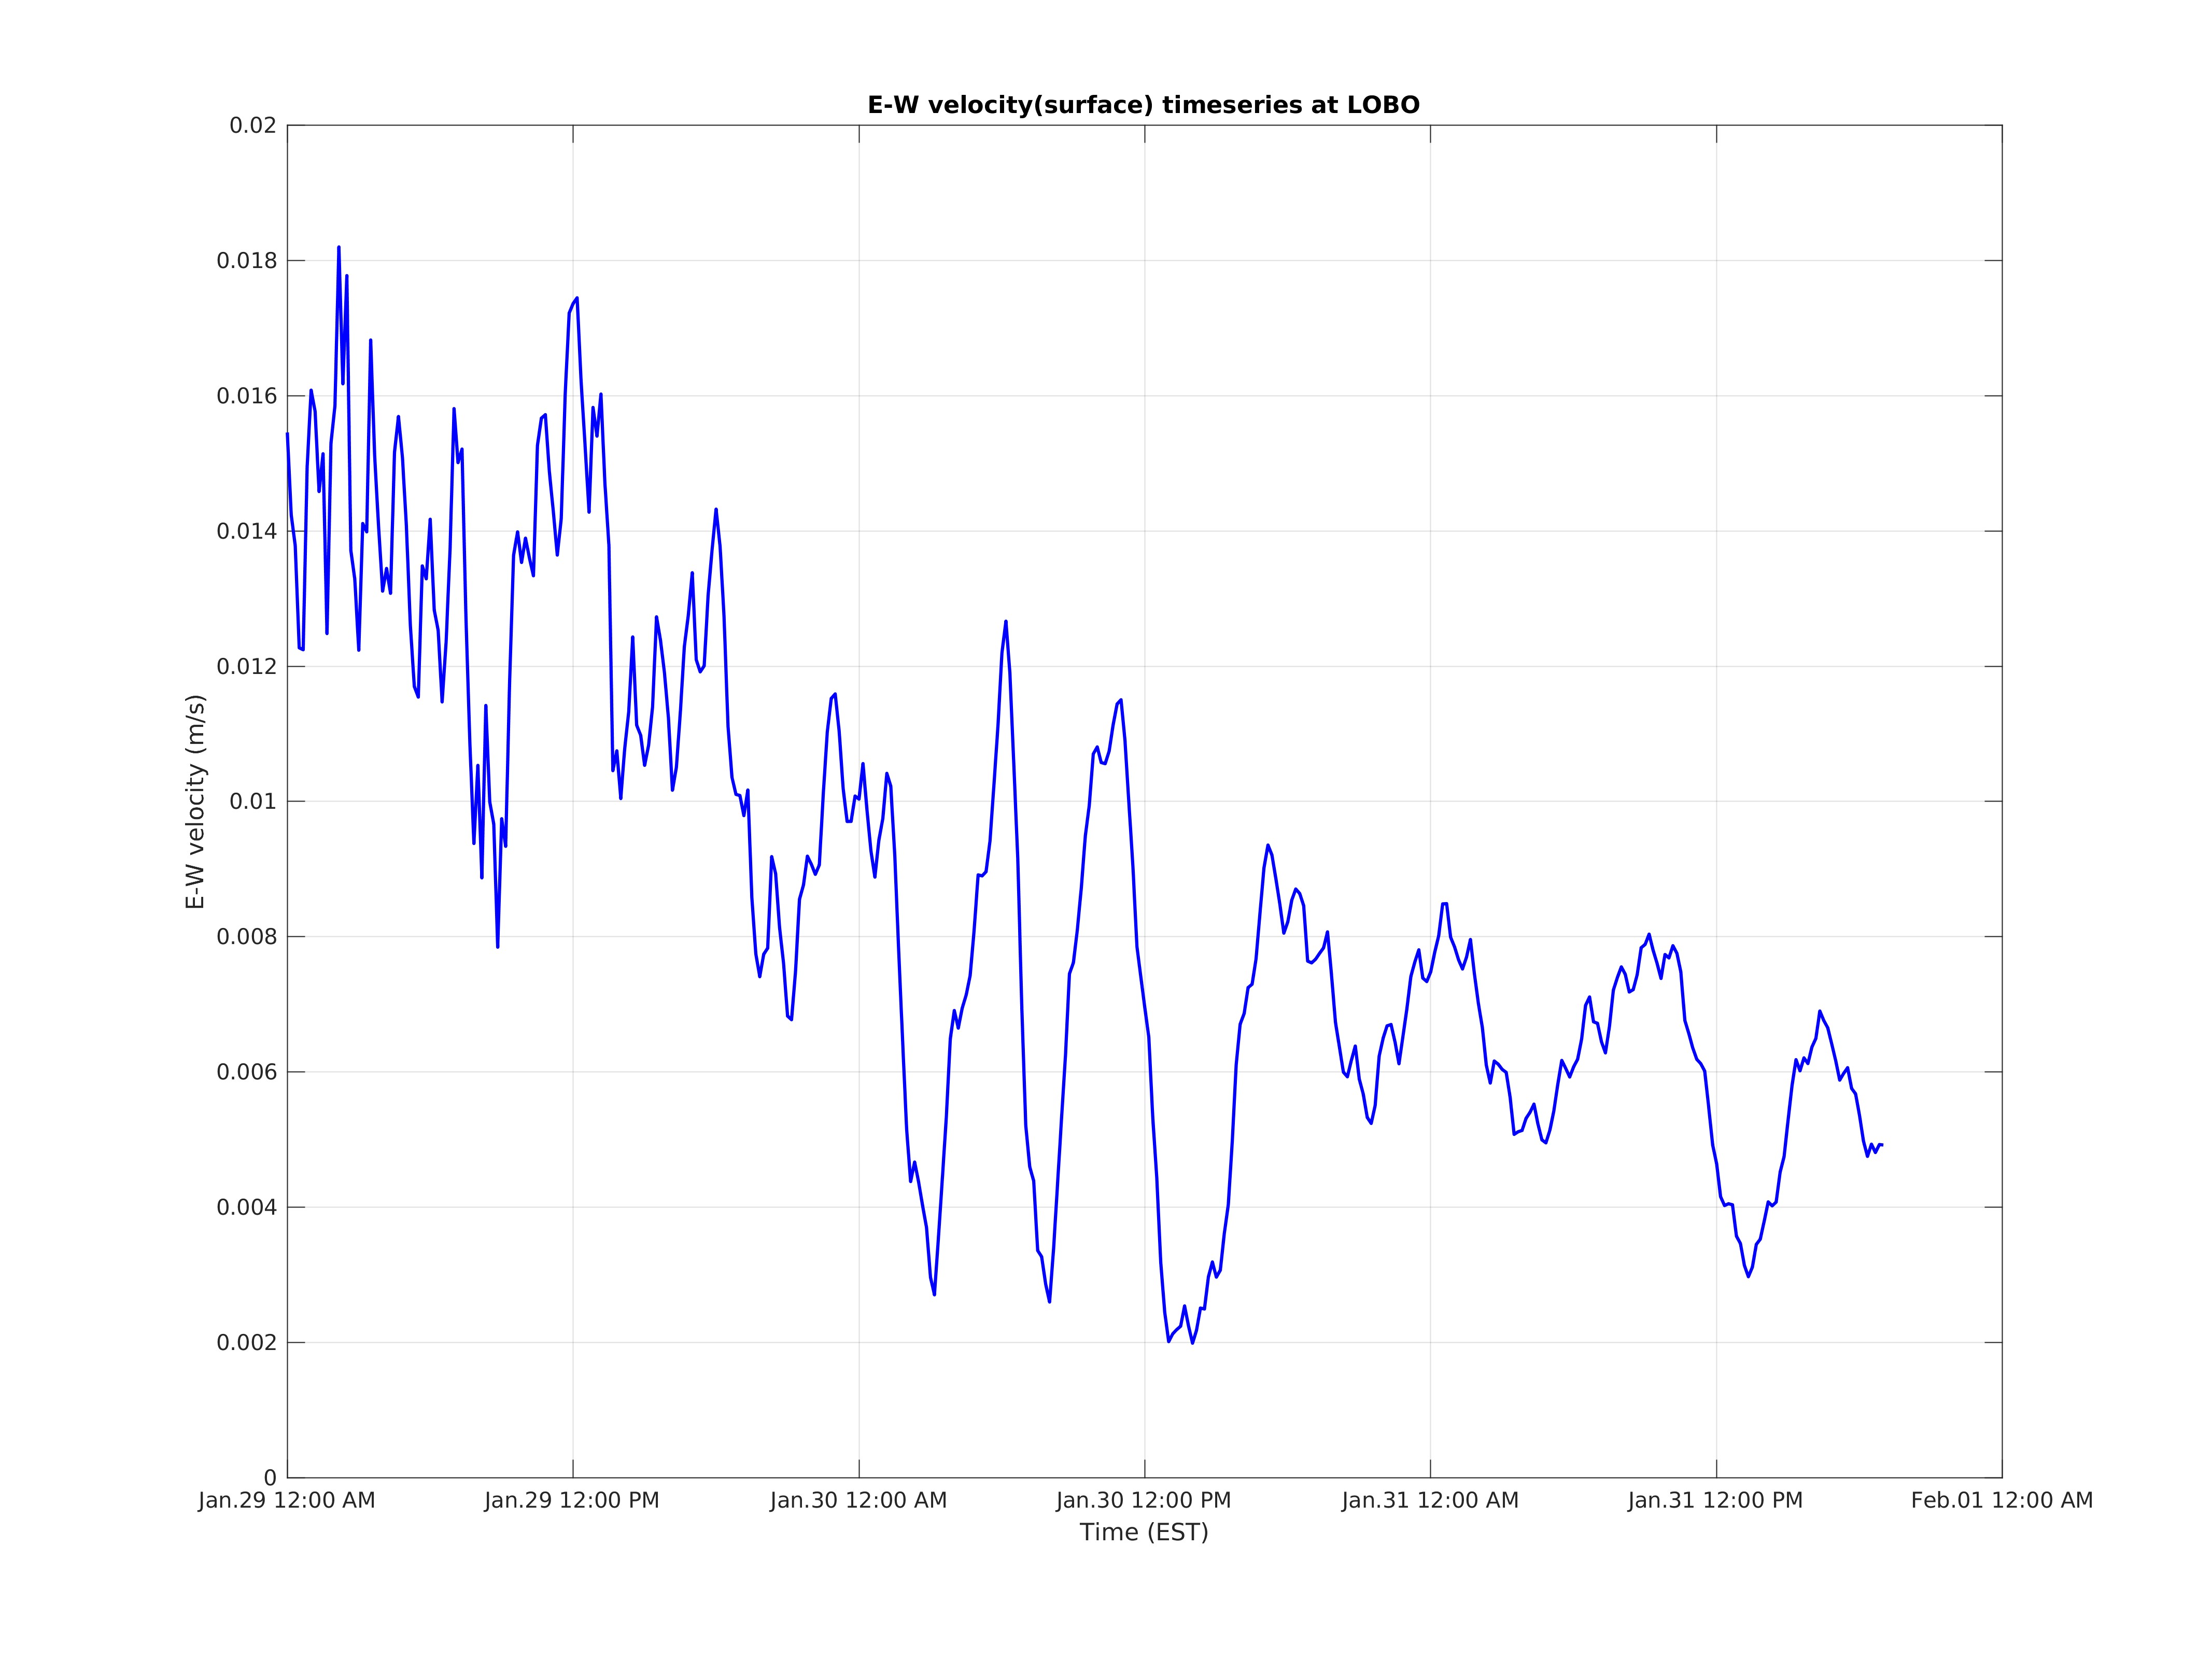 E-W velocity(surface) timeseries at LOBO
0.02
0.018
0.016
0.014
0.012
0.01
0.008
0.006
0.004
0.002
0
E-W velocity (m/s)
Jan.29 12:00 AM Jan.29 12:00 PM Jan.30 12:00 AM Jan.30 12:00 PM Jan.31 12:00 AM Jan.31 12:00 PM Feb.01 12:00 AM
Time (EST)